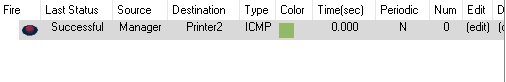 Fire Last Status Source Destination Type Color Time(sec) Periodic Num Edit D
Successful Manager Printer2 ICMP 0.000 N 0 (edit) (